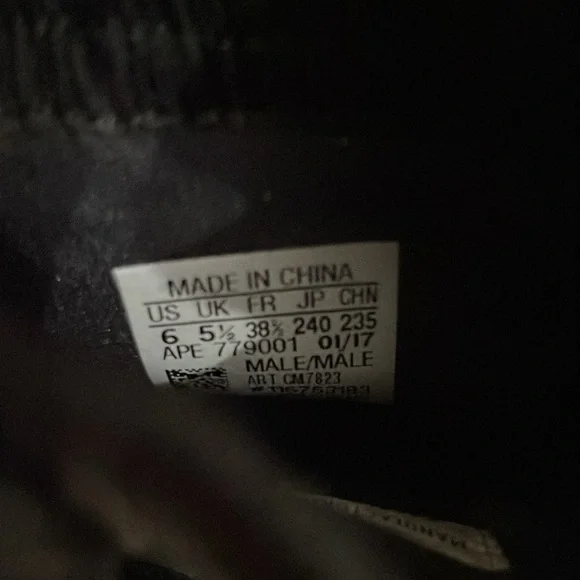 MADE IN CHINA
US UK FR JP CHN
6 5½ 38⅔ 240 235
APE 779001 01/17
MALE/MALE
ART CM7823